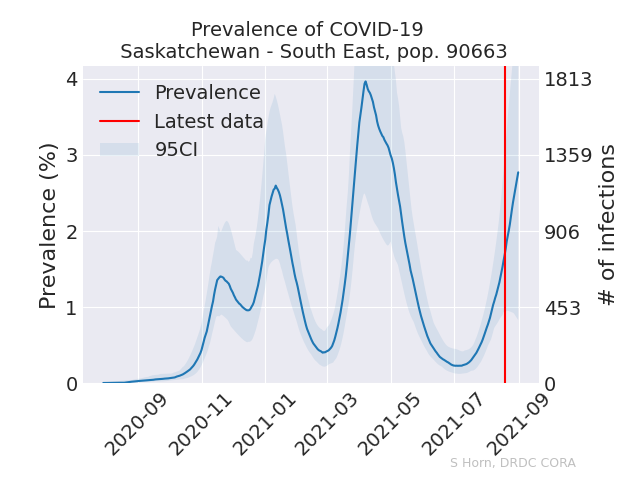 Prevalence of COVID-19
Saskatchewan - South East, pop. 90663
Prevalence
Latest data
95CI
Prevalence (%)
4
3
2
1
0
1813
1359
906
453
0
# of infections
2020-09
2020-11
2021-01
2021-03
2021-05
2021-07
2021-09
S Horn, DRDC CORA